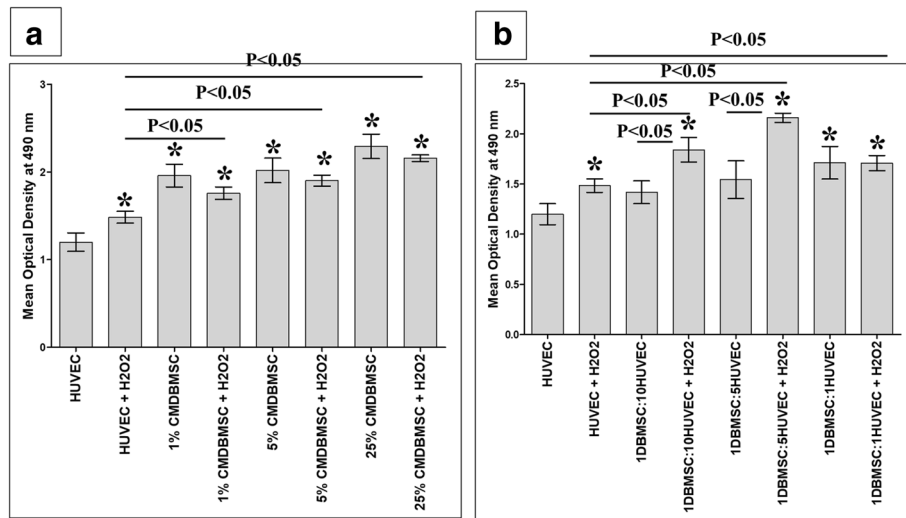 a
P<0.05
P<0.05
P<0.05
3
2
1
0
Mean Optical Density at 490 nm
* * * * * * *
HUVEC
HUVEC + H2O2
1% CMDBMSC
1% CMDBMSC + H2O2
5% CMDBMSC
5% CMDBMSC + H2O2
25% CMDBMSC
25% CMDBMSC + H2O2
b
P<0.05
P<0.05
P<0.05
P<0.05
P<0.05
2.5
2.0
1.5
1.0
0.5
0.0
Mean Optical Density at 490 nm
* * * * *
HUVEC
HUVEC + H2O2
1DBMSC:10HUVEC
1DBMSC:10HUVEC + H2O2
1DBMSC:5HUVEC
1DBMSC:5HUVEC + H2O2
1DBMSC:1HUVEC
1DBMSC:1HUVEC + H2O2